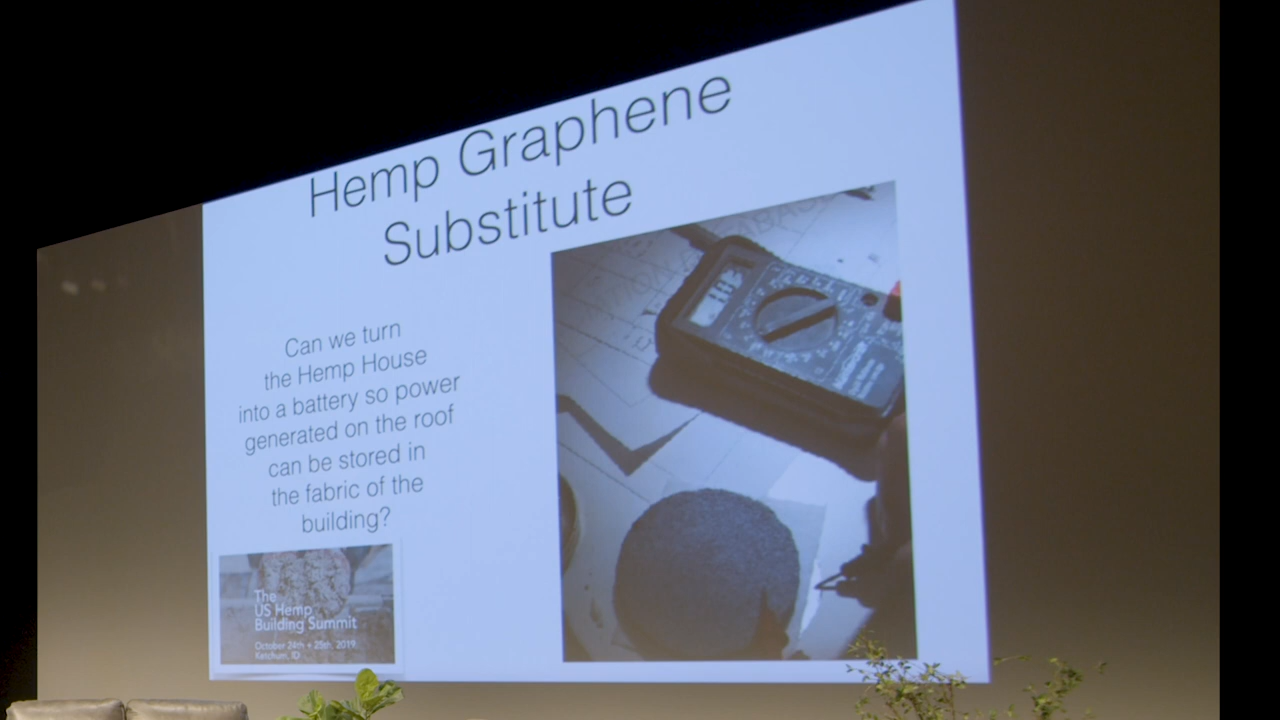 Hemp Graphene
Substitute
Can we turn
the Hemp House
into a battery so power
generated on the roof
can be stored in
the fabric of the
building?
The
US Hemp
Building Summit
October 24th + 25th, 2019
Ketchum, ID